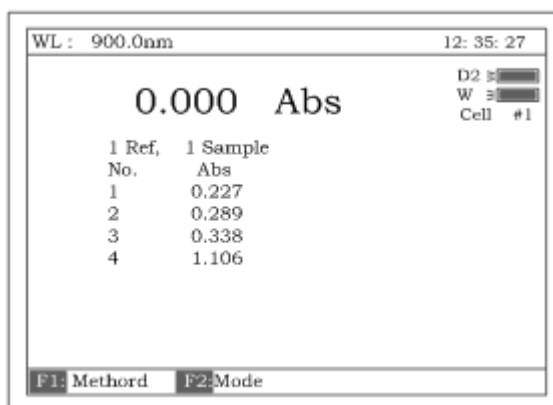 WL : 900.0nm 12: 35: 27
0.000 Abs
D2
W
Cell #1
1 Ref, 1 Sample
No. Abs
1 0.227
2 0.289
3 0.338
4 1.106
F1: Methord F2:Mode